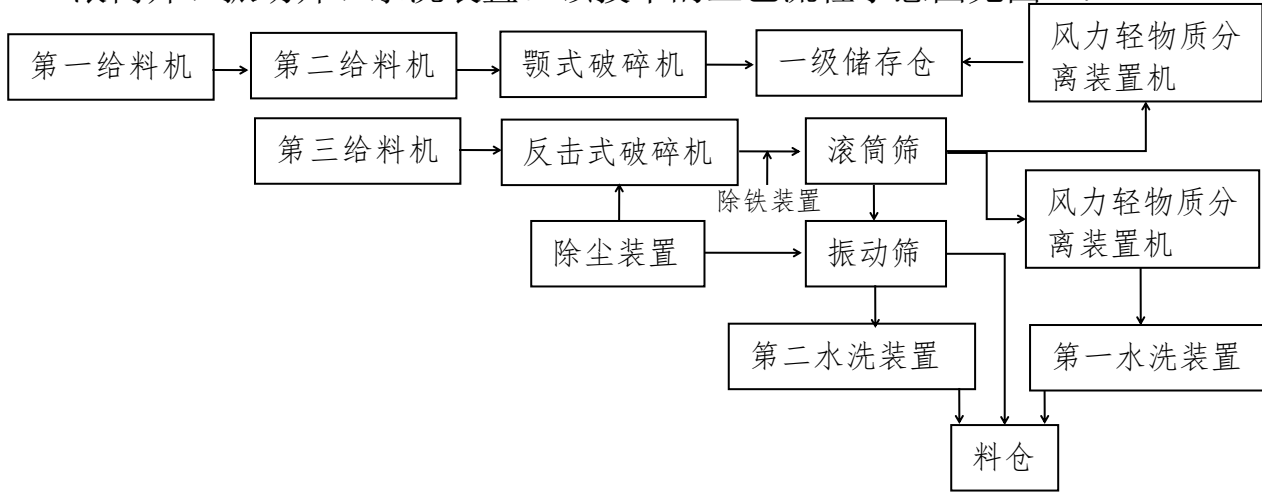 第一给料机
第二给料机
颚式破碎机
一级储存仓
风力轻物质分
离装置机
第三给料机
反击式破碎机
滚筒筛
除铁装置
风力轻物质分
离装置机
除尘装置
振动筛
第二水洗装置
第一水洗装置
料仓